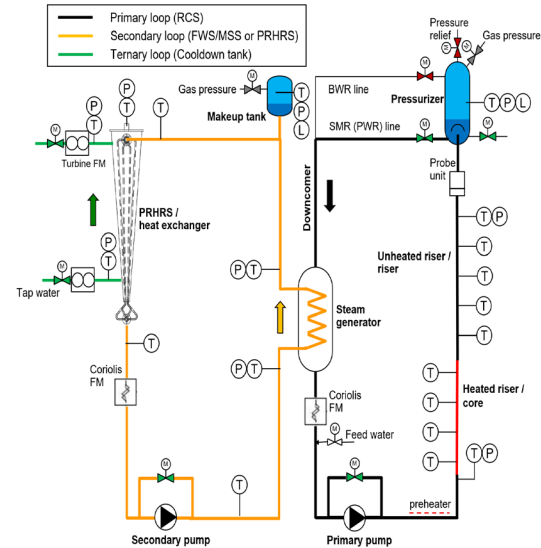 Primary loop (RCS)
Secondary loop (FWS/MSS or PRHRS)
Ternary loop (Cooldown tank)
Pressure
relief
Gas pressure
M
M
M
BWR line
Pressurizer
T P L
SMR (PWR) line
M
M
Probe
unit
Gas pressure
M
Makeup tank
T
P
L
P
T
T
P
T
M
Turbine FM
PRHRS /
heat exchanger
P
T
M
Tap water
T
Coriolis
FM
M
Secondary pump
T
P T
P T
Downcomer
Steam
generator
Coriolis
FM
M
Feed water
M
Primary pump
preheater
T P
T
T
T
T
Unheated riser /
riser
T
T
T
T
Heated riser /
core
T P